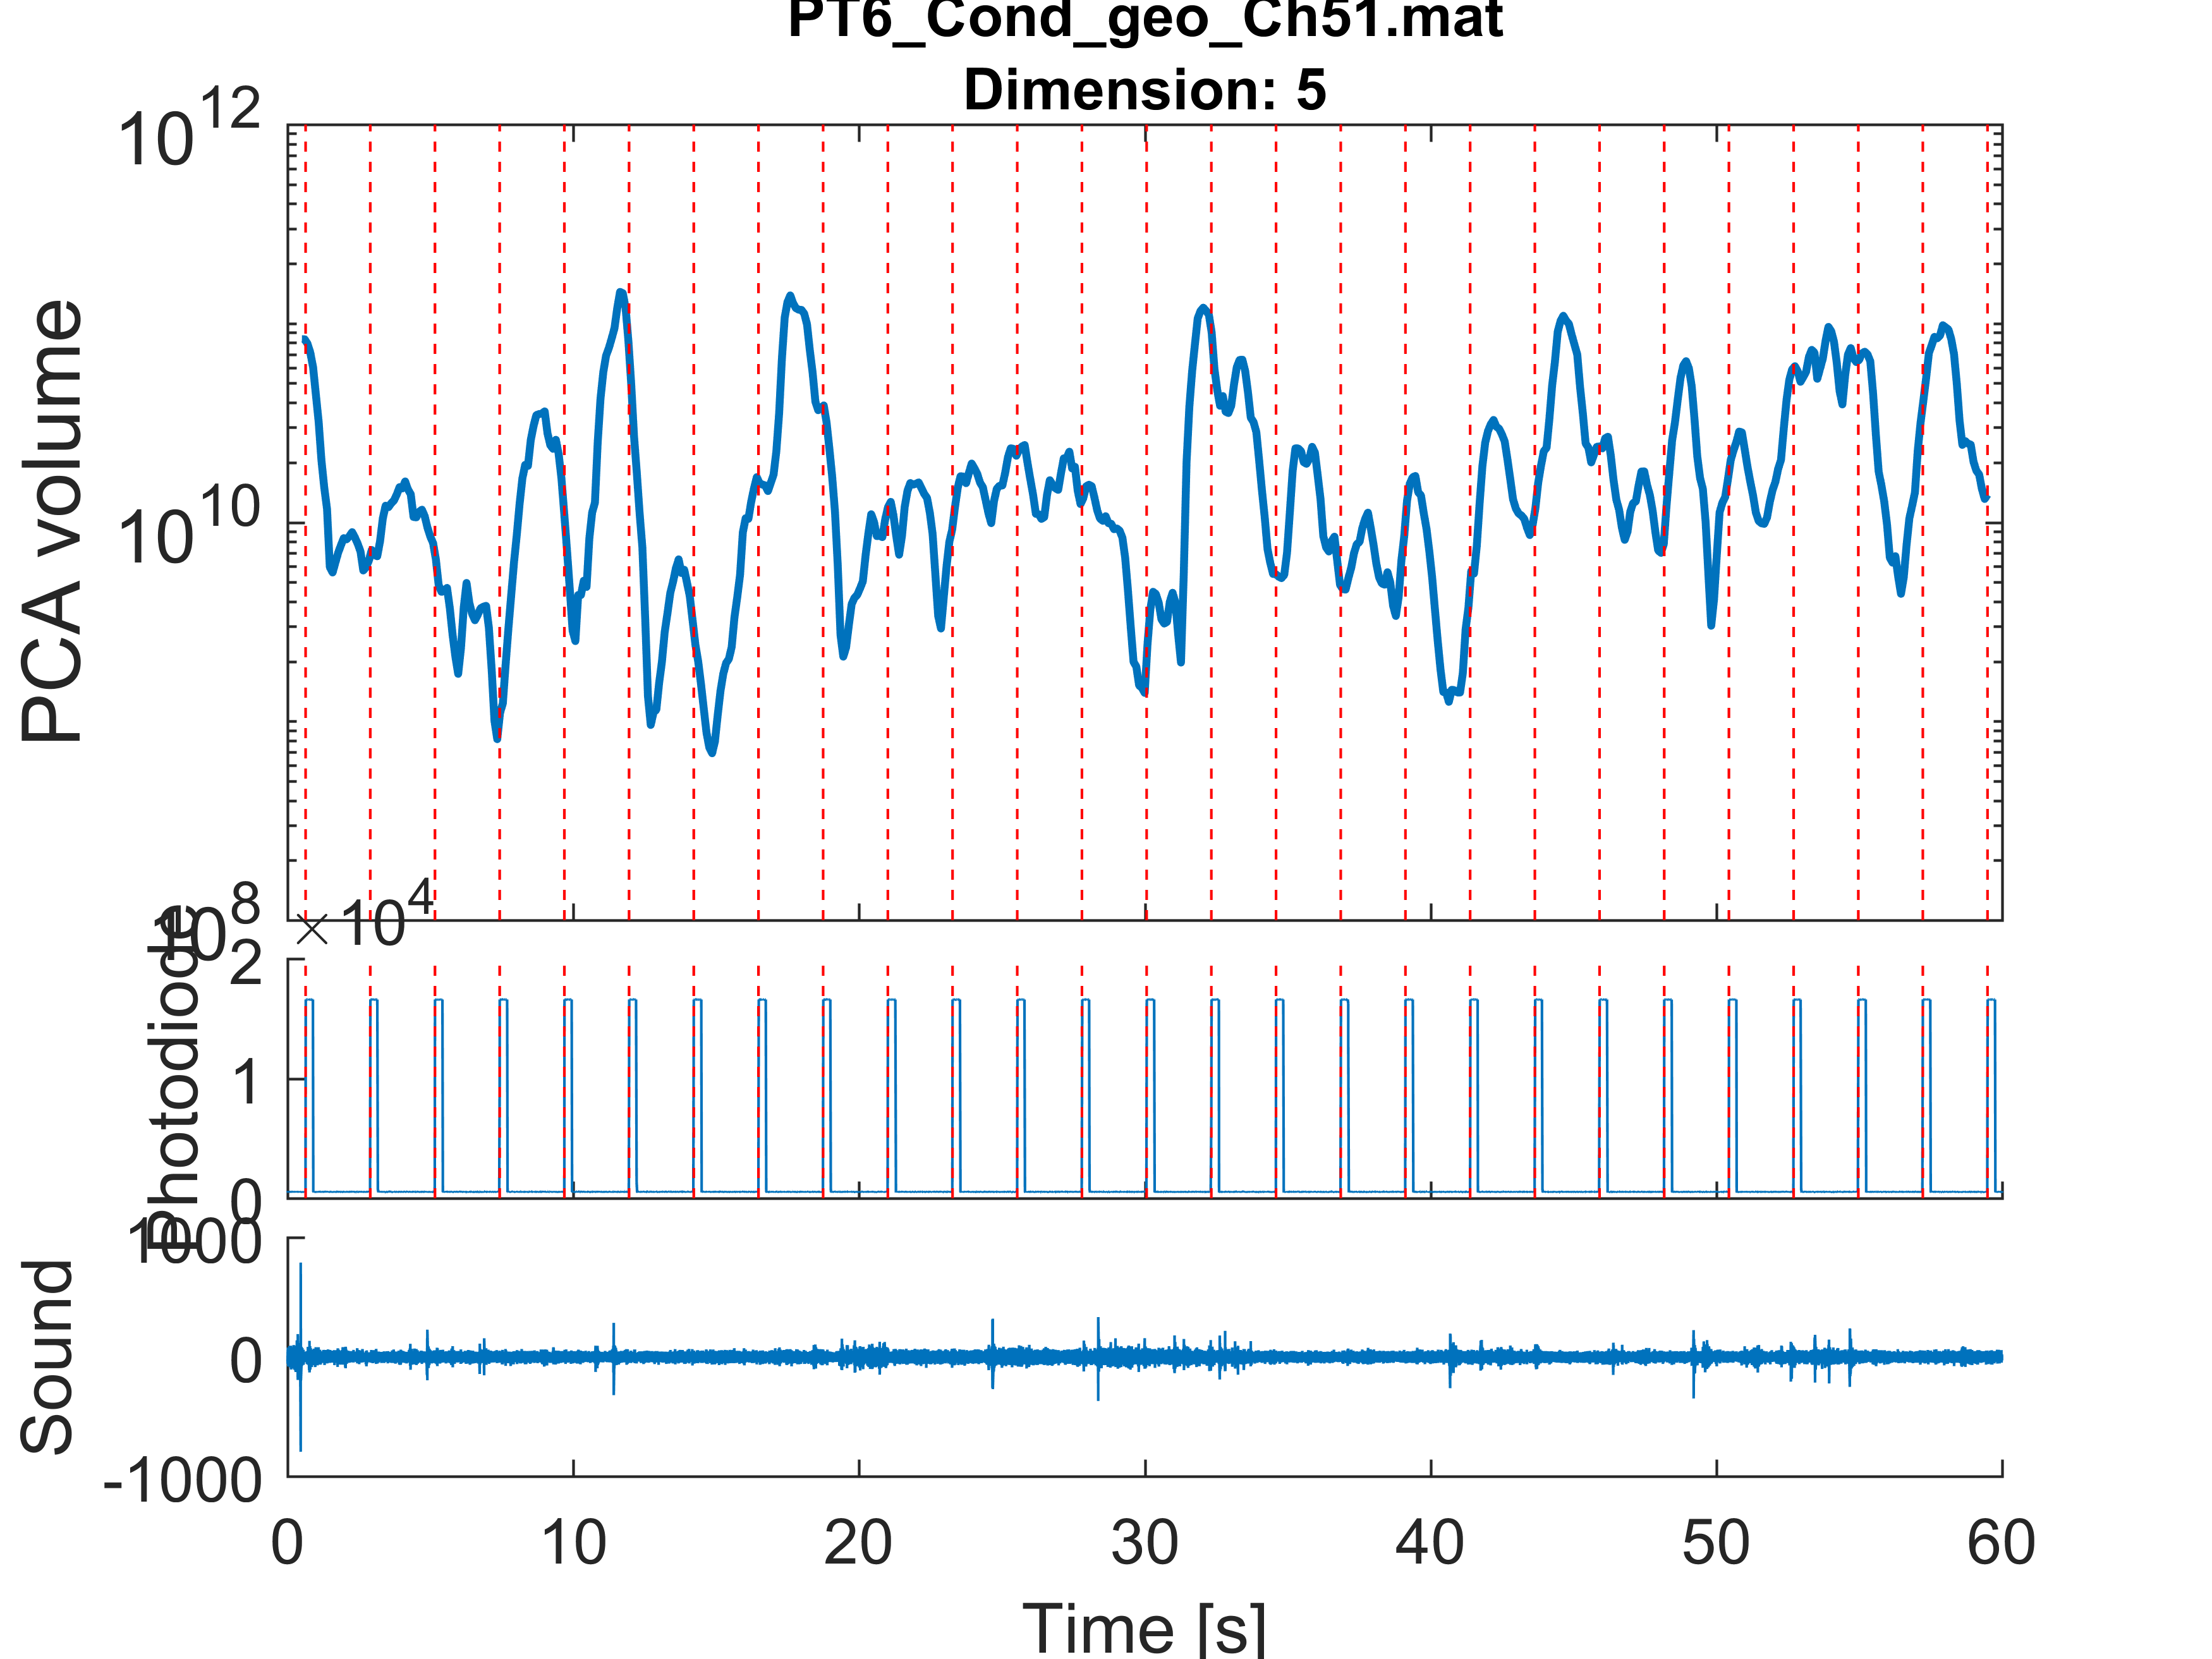 PT6_Cond_geo_Ch51.mat
Dimension: 5
10^12
10^10
10^8
PCA volume
×10^4
2
1
0
Photodiode
1000
0
-1000
Sound
0 10 20 30 40 50 60
Time [s]